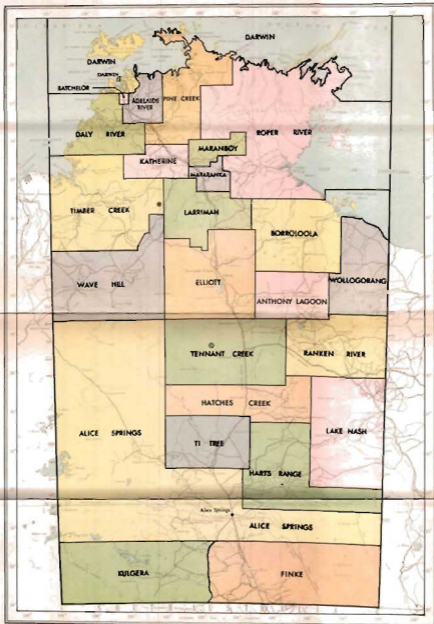 DARWIN
DARWIN
DARWIN
BATCHELOR
ADELAIDE
RIVER
PINE CREEK
DALY RIVER
ROPER RIVER
MARANBOY
KATHERINE
MATARANKA
TIMBER CREEK
LARRIMAH
BORROLOOLA
WAVE HILL
ELLIOTT
WOLLOGORANG
ANTHONY LAGOON
TENNANT CREEK
RANKEN RIVER
HATCHES CREEK
ALICE SPRINGS
TI TREE
LAKE NASH
HARTS RANGE
Alice Springs
ALICE SPRINGS
KULGERA
FINKE